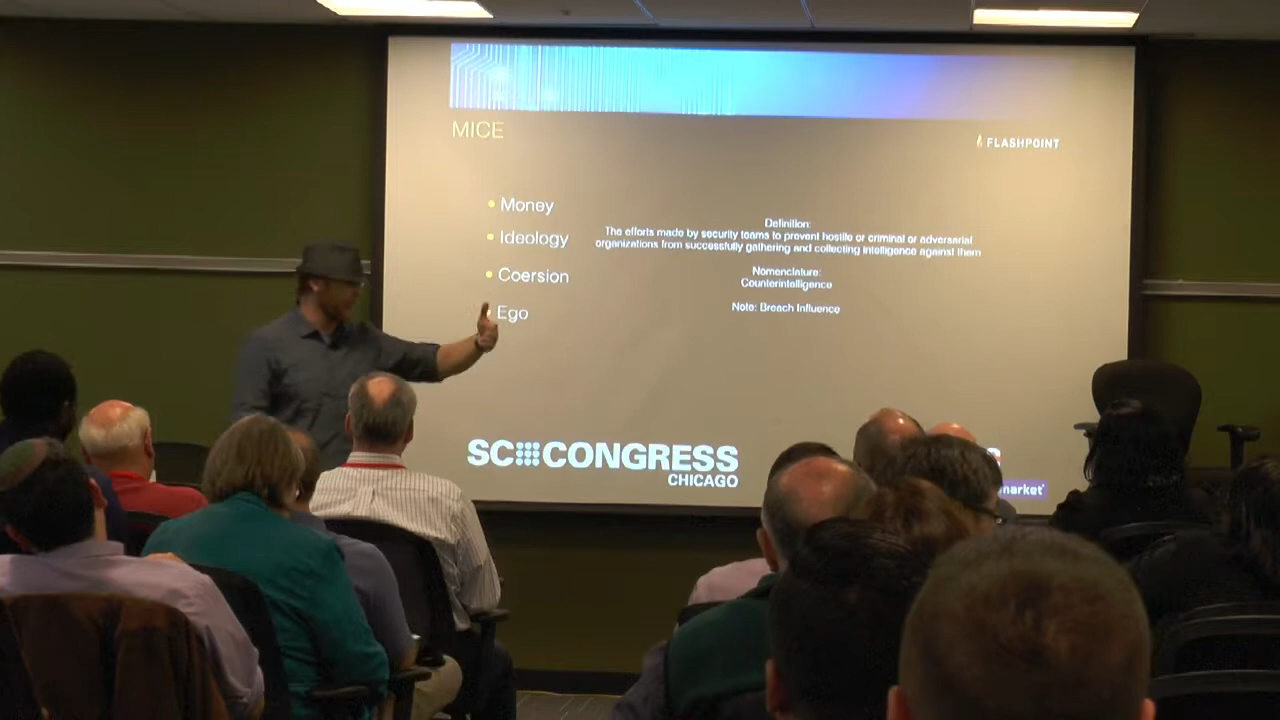 MICE
FLASHPOINT
Money
Ideology
Coersion
Ego
Definition:
The efforts made by security teams to prevent hostile or criminal or adversarial
organizations from successfully gathering and collecting intelligence against them
Nomenclature:
Counterintelligence
Note: Breach Influence
SC CONGRESS
CHICAGO
market